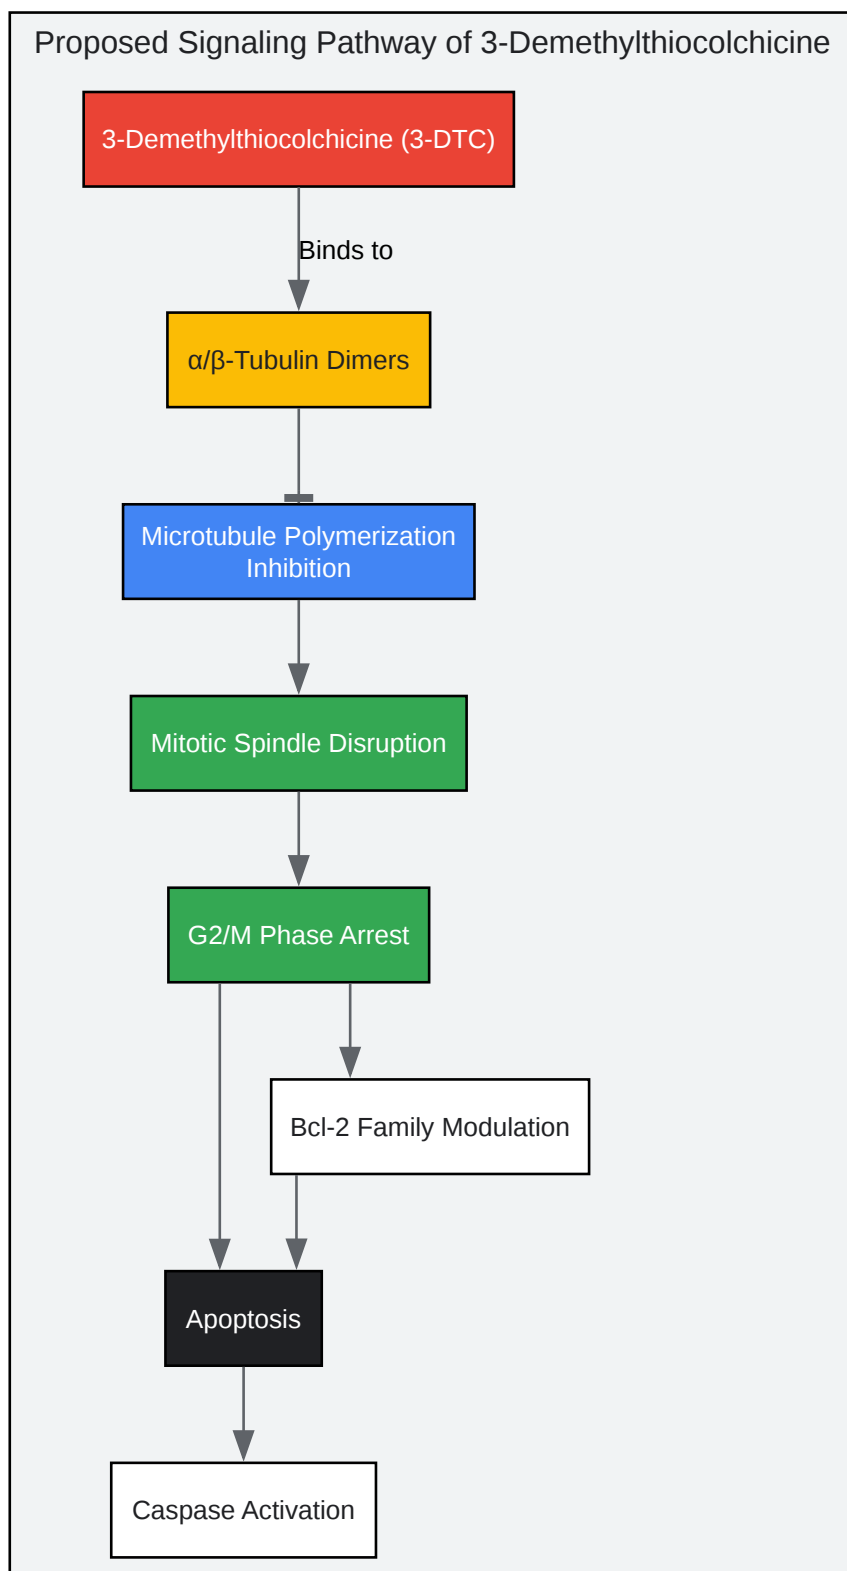 Proposed Signaling Pathway of 3-Demethylthiocolchicine
3-Demethylthiocolchicine (3-DTC)
Binds to
α/β-Tubulin Dimers
Microtubule Polymerization
Inhibition
Mitotic Spindle Disruption
G2/M Phase Arrest
Bcl-2 Family Modulation
Apoptosis
Caspase Activation